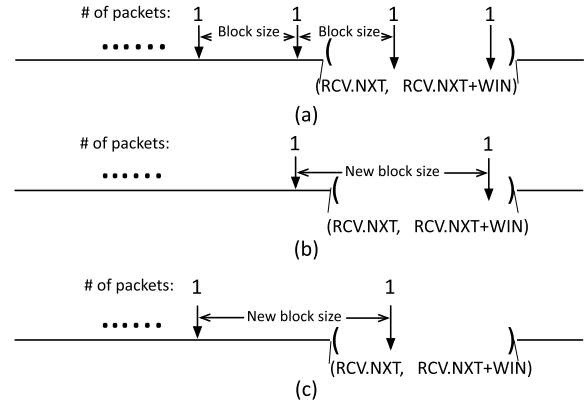 # of packets: 1 1 1 1
Block size Block size
......
(RCV.NXT, RCV.NXT+WIN)
(a)
# of packets: 1 1
New block size
......
(RCV.NXT, RCV.NXT+WIN)
(b)
# of packets: 1 1
New block size
......
(RCV.NXT, RCV.NXT+WIN)
(c)